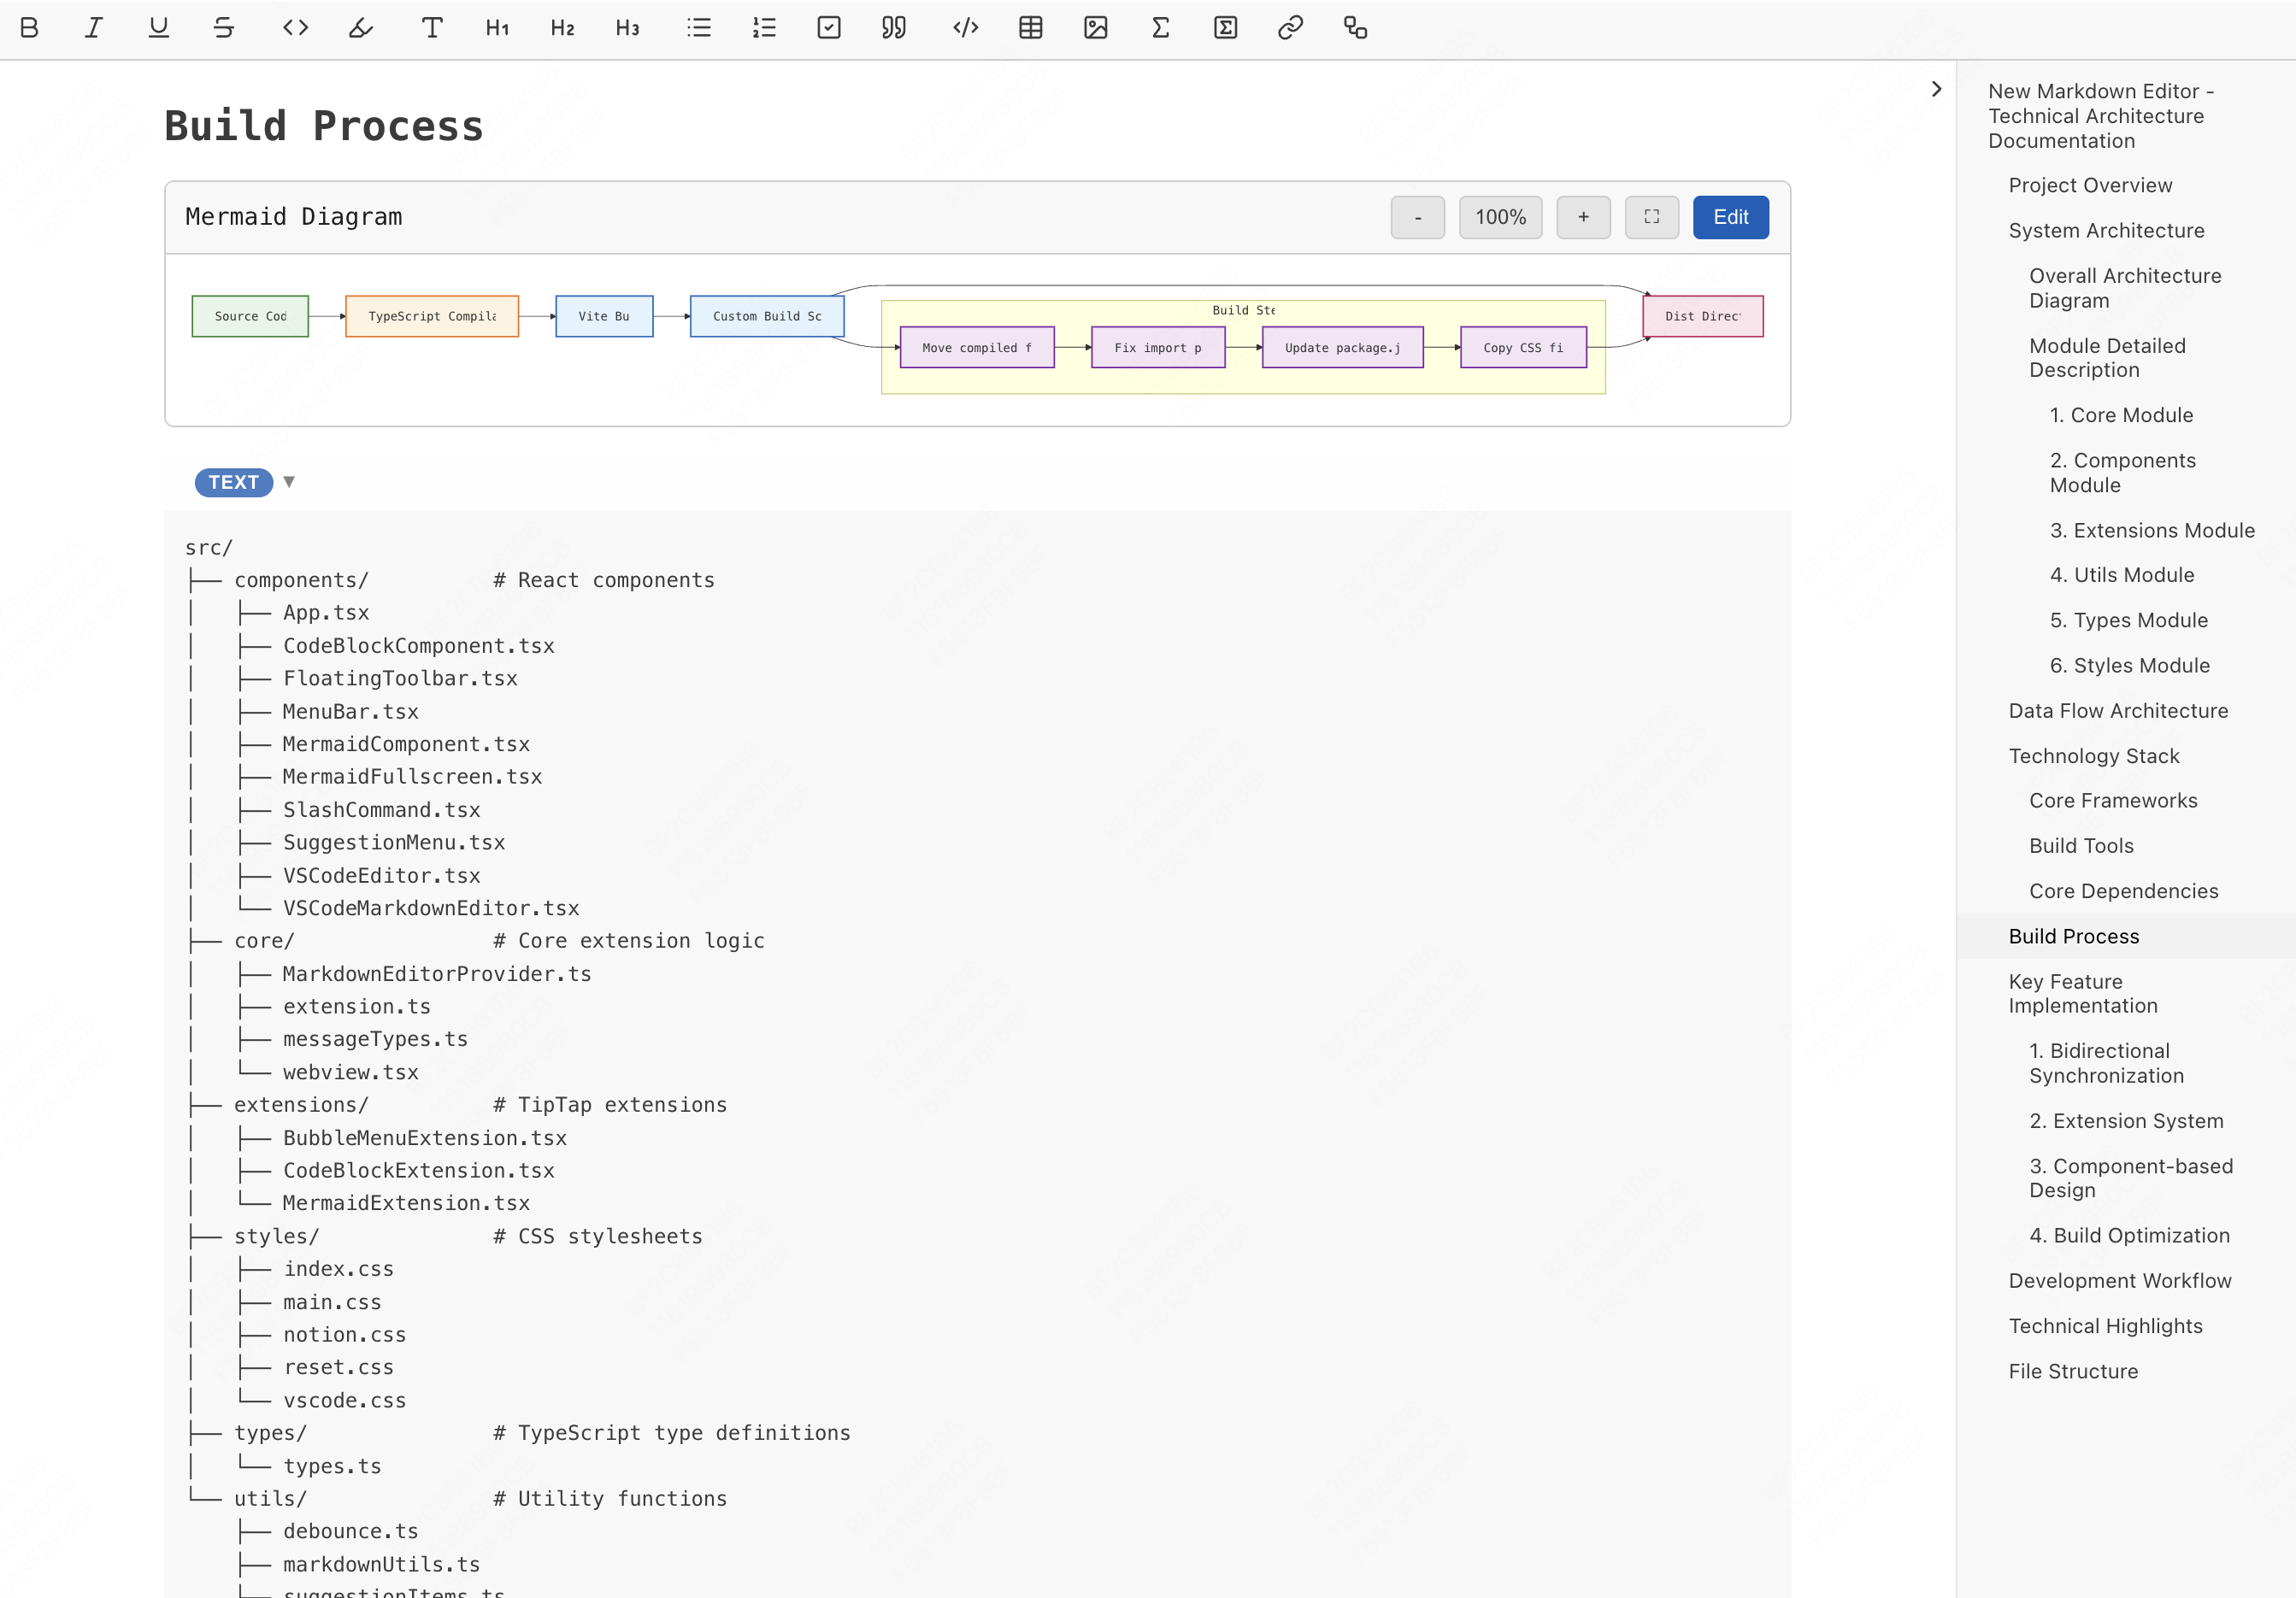 H1 H2 H3
Build Process
Mermaid Diagram
- 100% + Edit
Source Cod
TypeScript Compila
Vite Bu
Custom Build Sc
Build Ste
Move compiled f
Fix import p
Update package.j
Copy CSS fi
Dist Direc
TEXT ▼
src/
├── components/          # React components
│   ├── App.tsx
│   ├── CodeBlockComponent.tsx
│   ├── FloatingToolbar.tsx
│   ├── MenuBar.tsx
│   ├── MermaidComponent.tsx
│   ├── MermaidFullscreen.tsx
│   ├── SlashCommand.tsx
│   ├── SuggestionMenu.tsx
│   ├── VSCodeEditor.tsx
│   └── VSCodeMarkdownEditor.tsx
├── core/                # Core extension logic
│   ├── MarkdownEditorProvider.ts
│   ├── extension.ts
│   ├── messageTypes.ts
│   └── webview.tsx
├── extensions/          # TipTap extensions
│   ├── BubbleMenuExtension.tsx
│   ├── CodeBlockExtension.tsx
│   └── MermaidExtension.tsx
├── styles/              # CSS stylesheets
│   ├── index.css
│   ├── main.css
│   ├── notion.css
│   ├── reset.css
│   └── vscode.css
├── types/               # TypeScript type definitions
│   └── types.ts
└── utils/               # Utility functions
    ├── debounce.ts
    ├── markdownUtils.ts
    └── suggestionItems.ts
New Markdown Editor -
Technical Architecture
Documentation
Project Overview
System Architecture
Overall Architecture
Diagram
Module Detailed
Description
1. Core Module
2. Components
Module
3. Extensions Module
4. Utils Module
5. Types Module
6. Styles Module
Data Flow Architecture
Technology Stack
Core Frameworks
Build Tools
Core Dependencies
Build Process
Key Feature
Implementation
1. Bidirectional
Synchronization
2. Extension System
3. Component-based
Design
4. Build Optimization
Development Workflow
Technical Highlights
File Structure